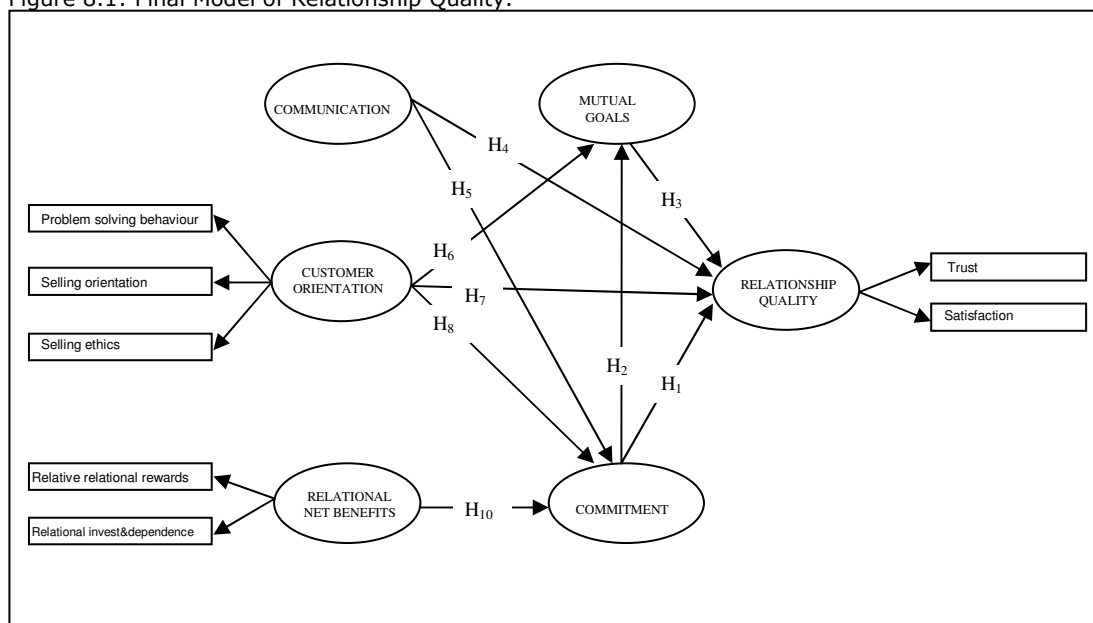 Figure 8.1: Final Model of Relationship Quality.
COMMUNICATION
MUTUAL
GOALS
H4
H5
H3
Problem solving behaviour
Selling orientation
Selling ethics
CUSTOMER
ORIENTATION
H6
H7
H8
RELATIONSHIP
QUALITY
Trust
Satisfaction
H2
H1
Relative relational rewards
Relational invest&dependence
RELATIONAL
NET BENEFITS
H10
COMMITMENT